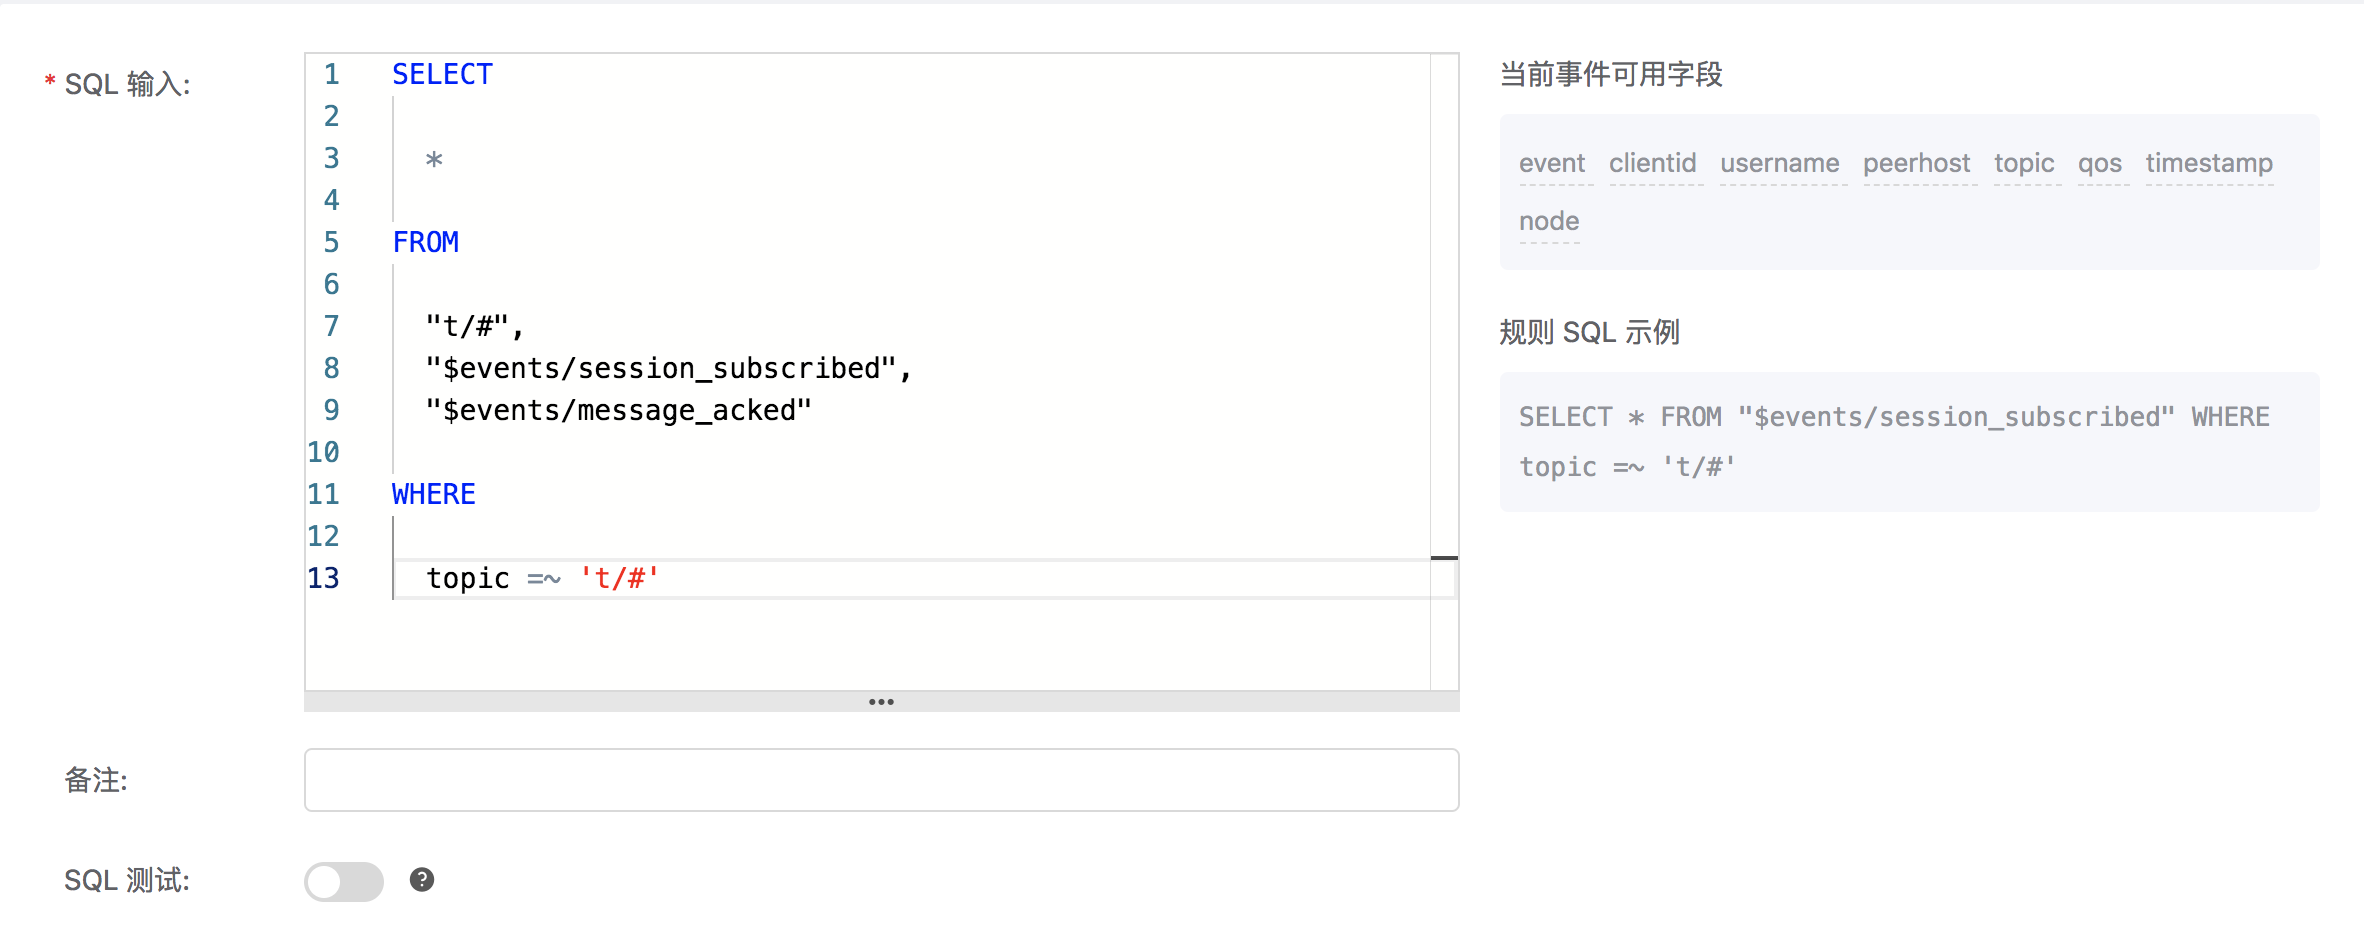 * SQL 输入:
1 SELECT
2
3 *
4
5 FROM
6
7 "t/#",
8 "$events/session_subscribed",
9 "$events/message_acked"
10
11 WHERE
12
13 topic =~ 't/#'
当前事件可用字段
event clientid username peerhost topic qos timestamp
node
规则 SQL 示例
SELECT * FROM "$events/session_subscribed" WHERE
topic =~ 't/#'
备注:
SQL 测试:
?